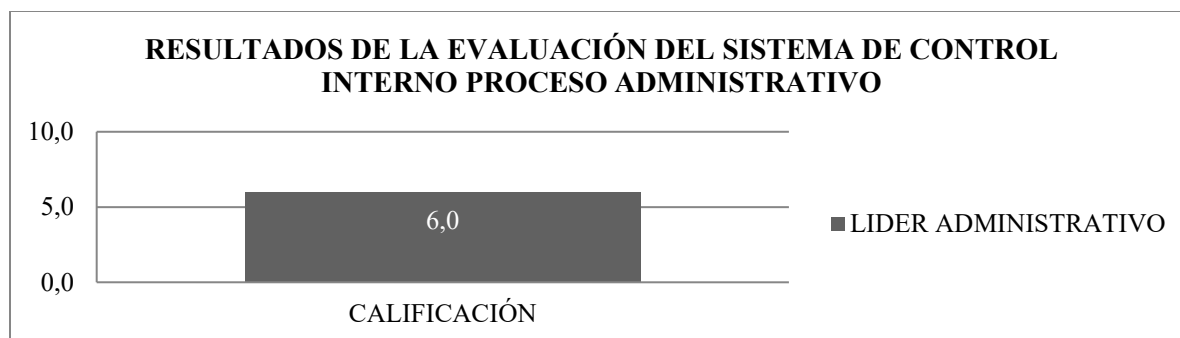 RESULTADOS DE LA EVALUACIÓN DEL SISTEMA DE CONTROL
INTERNO PROCESO ADMINISTRATIVO
10,0
5,0
0,0
6,0
CALIFICACIÓN
LIDER ADMINISTRATIVO